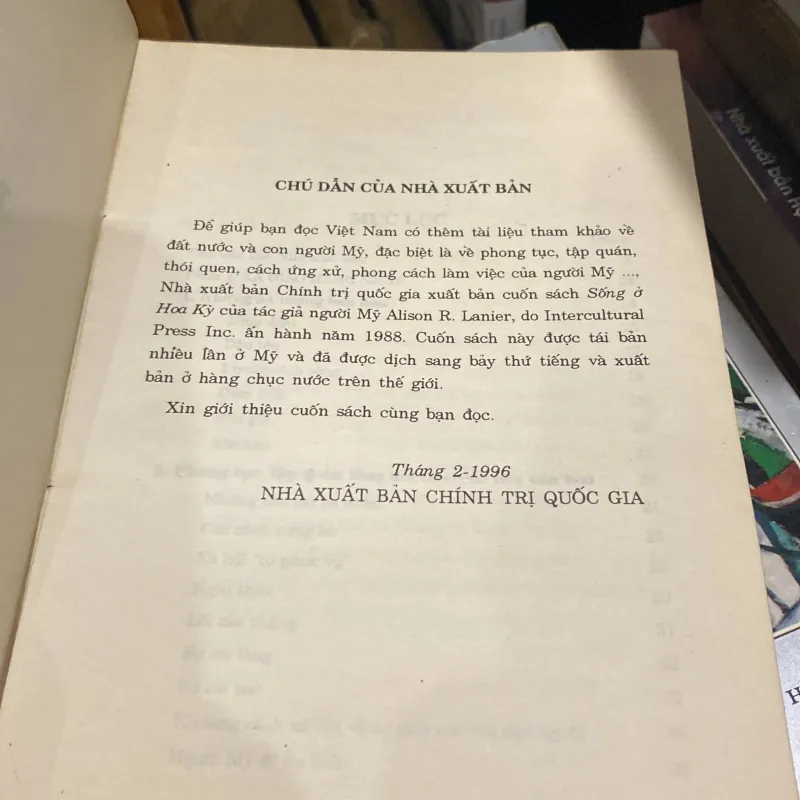 CHÚ DẪN CỦA NHÀ XUẤT BẢN
Để giúp bạn đọc Việt Nam có thêm tài liệu tham khảo về
đất nước và con người Mỹ, đặc biệt là về phong tục, tập quán,
thói quen, cách ứng xử, phong cách làm việc của người Mỹ ...,
Nhà xuất bản Chính trị quốc gia xuất bản cuốn sách Sống ở
Hoa Kỳ của tác giả người Mỹ Alison R. Lanier, do Intercultural
Press Inc. ấn hành năm 1988. Cuốn sách này được tái bản
nhiều lần ở Mỹ và đã được dịch sang bảy thứ tiếng và xuất
bản ở hàng chục nước trên thế giới.
Xin giới thiệu cuốn sách cùng bạn đọc.
Tháng 2-1996
NHÀ XUẤT BẢN CHÍNH TRỊ QUỐC GIA
Nhà xuất bản
MỤC LỤC
H